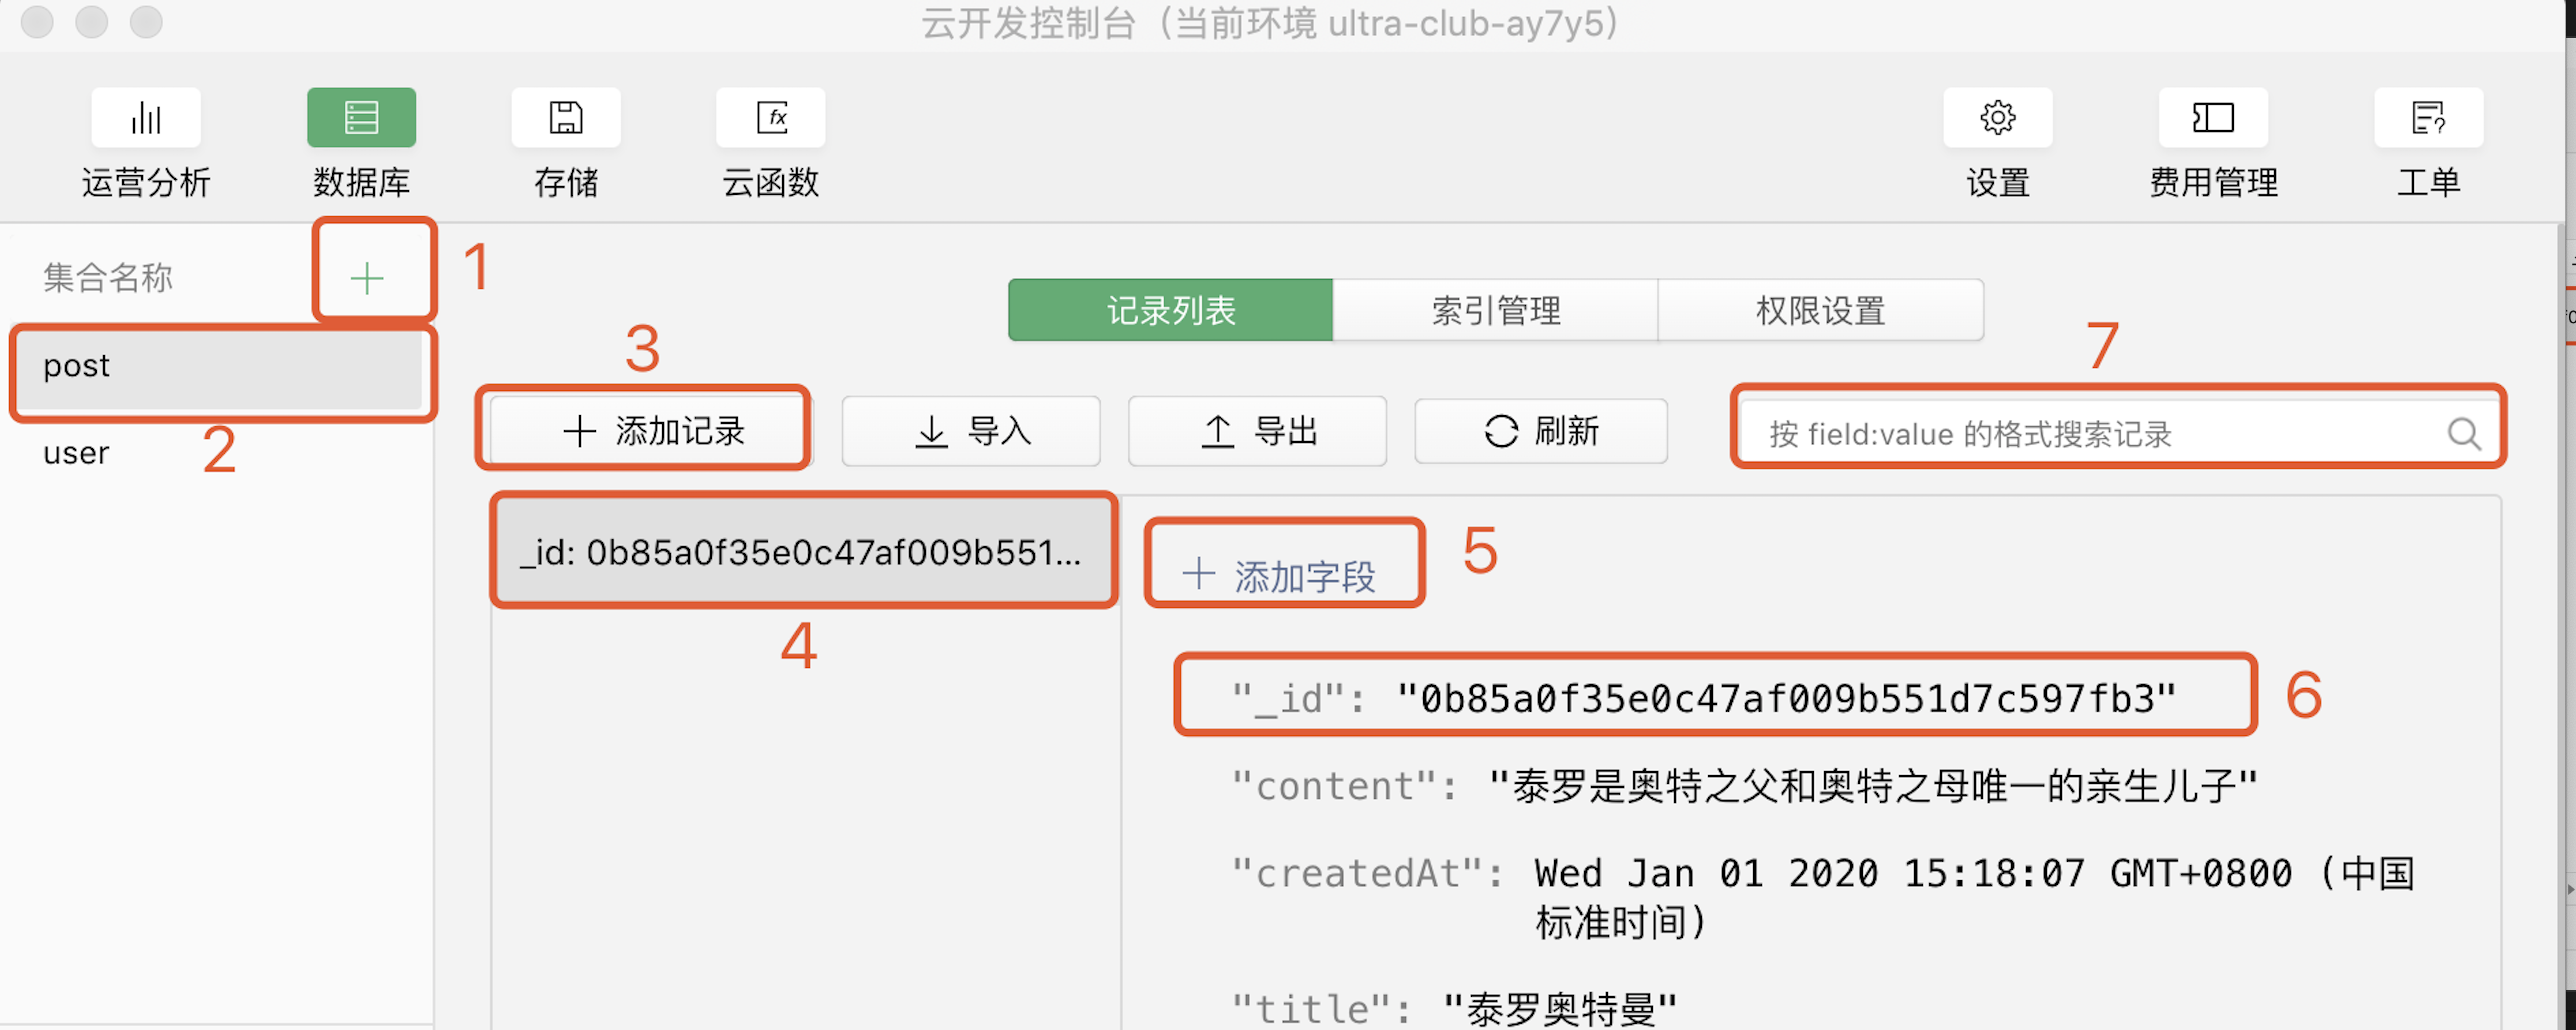 云开发控制台（当前环境 ultra-club-ay7y5）
运营分析 数据库 存储 云函数 设置 费用管理 工单
集合名称 + 1
post
2
user
记录列表 索引管理 权限设置
3
7
+ 添加记录 导入 导出 刷新 按 field:value 的格式搜索记录
_id: 0b85a0f35e0c47af009b551...
4
+ 添加字段 5
"_id": "0b85a0f35e0c47af009b551d7c597fb3" 6
"content": "泰罗是奥特之父和奥特之母唯一的亲生儿子"
"createdAt": Wed Jan 01 2020 15:18:07 GMT+0800 (中国
标准时间)
"title": "泰罗奥特曼"